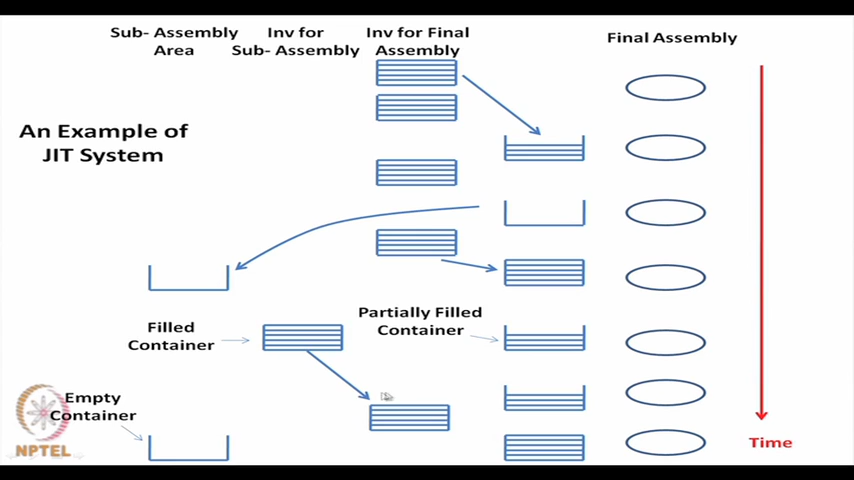 Sub- Assembly
Area
Inv for
Sub- Assembly
Inv for Final
Assembly
Final Assembly
An Example of
JIT System
Filled
Container
Partially Filled
Container
Empty
Container
NPTEL
Time